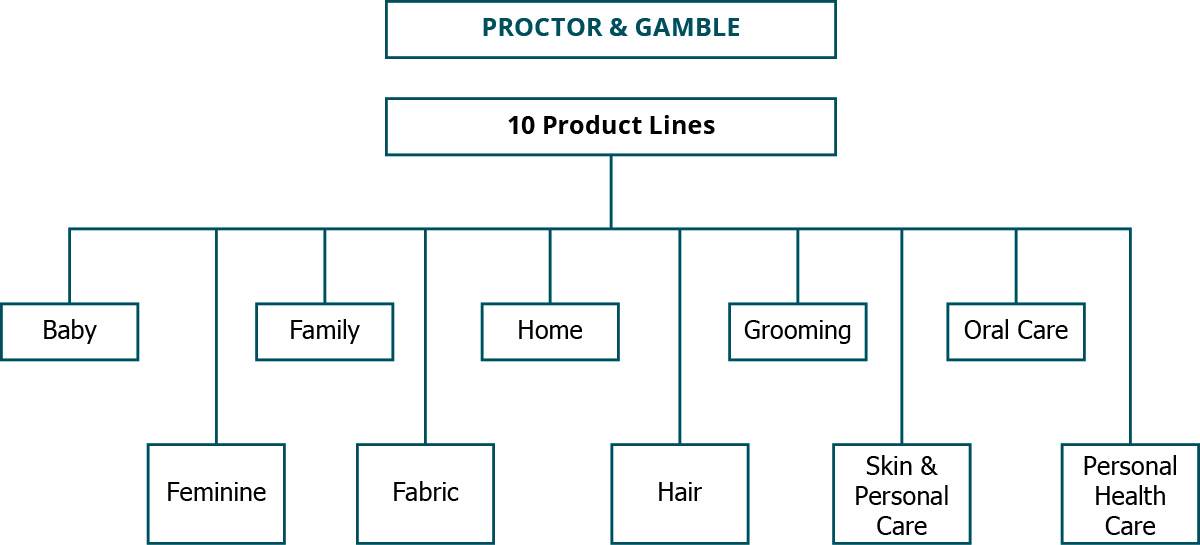 PROCTOR & GAMBLE
10 Product Lines
Baby
Family
Home
Grooming
Oral Care
Feminine
Fabric
Hair
Skin &
Personal
Care
Personal
Health
Care